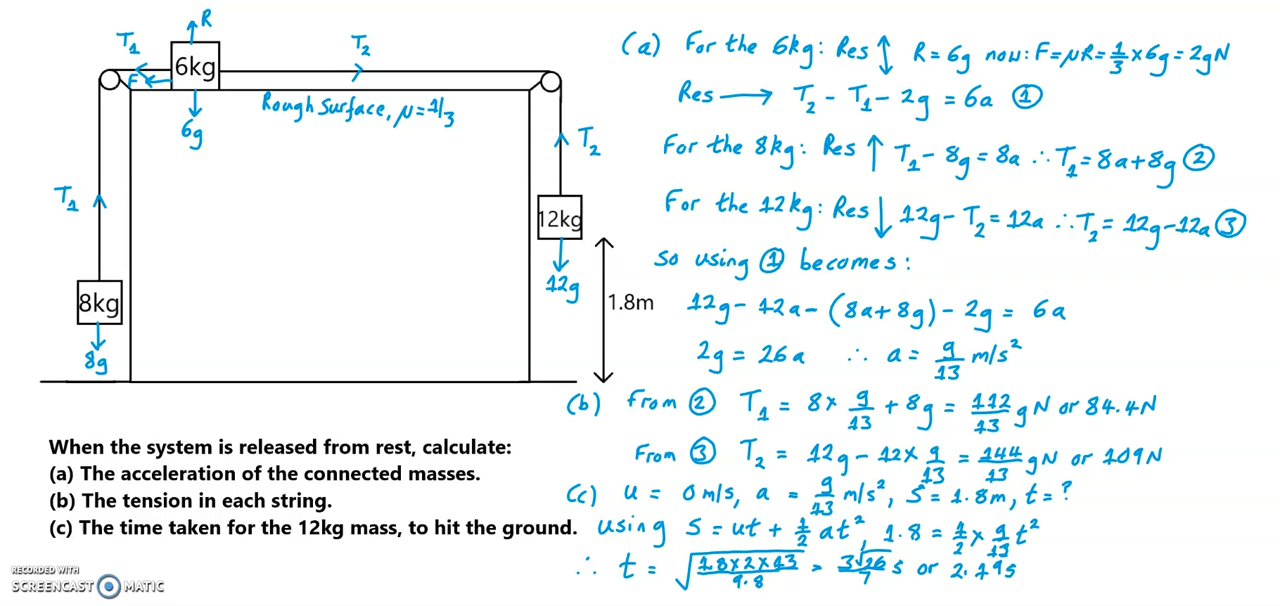 R
T₁
T₂
6kg
F
Rough Surface, μ=1/3
6g
T₂
T₁
12kg
12g
8kg
1.8m
8g
When the system is released from rest, calculate:
(a) The acceleration of the connected masses.
(b) The tension in each string.
(c) The time taken for the 12kg mass, to hit the ground.
RECORDED WITH
SCREENCAST MATIC
(a) For the 6kg: Res ↕ R = 6g now: F=μR= 1/3 × 6g = 2gN
Res → T₂ - T₁ - 2g = 6a ①
For the 8kg: Res ↑ T₁ - 8g = 8a ∴ T₁ = 8a+8g ②
For the 12kg: Res ↓ 12g - T₂ = 12a ∴ T₂ = 12g-12a ③
So using ① becomes:
12g - 12a - (8a+8g) - 2g = 6a
2g = 26a ∴ a = g/13 m/s²
(b) From ② T₁ = 8 × g/13 + 8g = 112/13 gN or 84.4N
From ③ T₂ = 12g - 12 × g/13 = 144/13 gN or 109N
(c) u = 0m/s, a = g/13 m/s², s = 1.8m, t = ?
using s = ut + 1/2 at², 1.8 = 1/2 × g/13 t²
∴ t = √(1.8×2×13/9.8) = 3√26/7 s or 2.19s